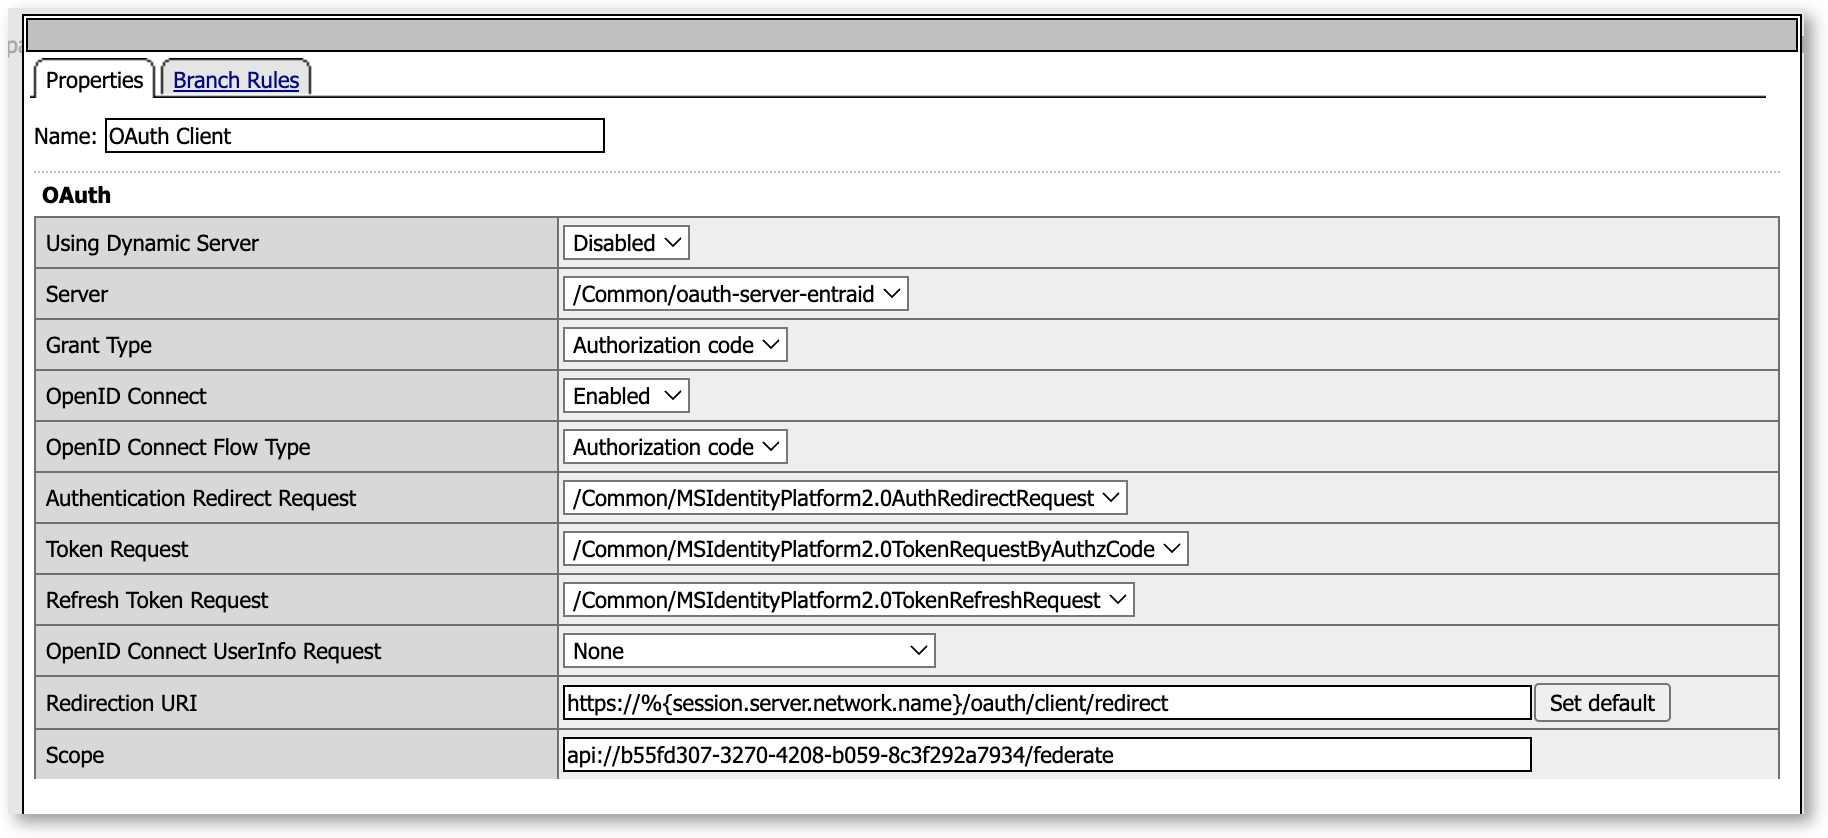 pa
Properties Branch Rules
Name: OAuth Client
OAuth
Using Dynamic Server Disabled
Server /Common/oauth-server-entraid
Grant Type Authorization code
OpenID Connect Enabled
OpenID Connect Flow Type Authorization code
Authentication Redirect Request /Common/MSIdentityPlatform2.0AuthRedirectRequest
Token Request /Common/MSIdentityPlatform2.0TokenRequestByAuthzCode
Refresh Token Request /Common/MSIdentityPlatform2.0TokenRefreshRequest
OpenID Connect UserInfo Request None
Redirection URI https://%{session.server.network.name}/oauth/client/redirect Set default
Scope api://b55fd307-3270-4208-b059-8c3f292a7934/federate